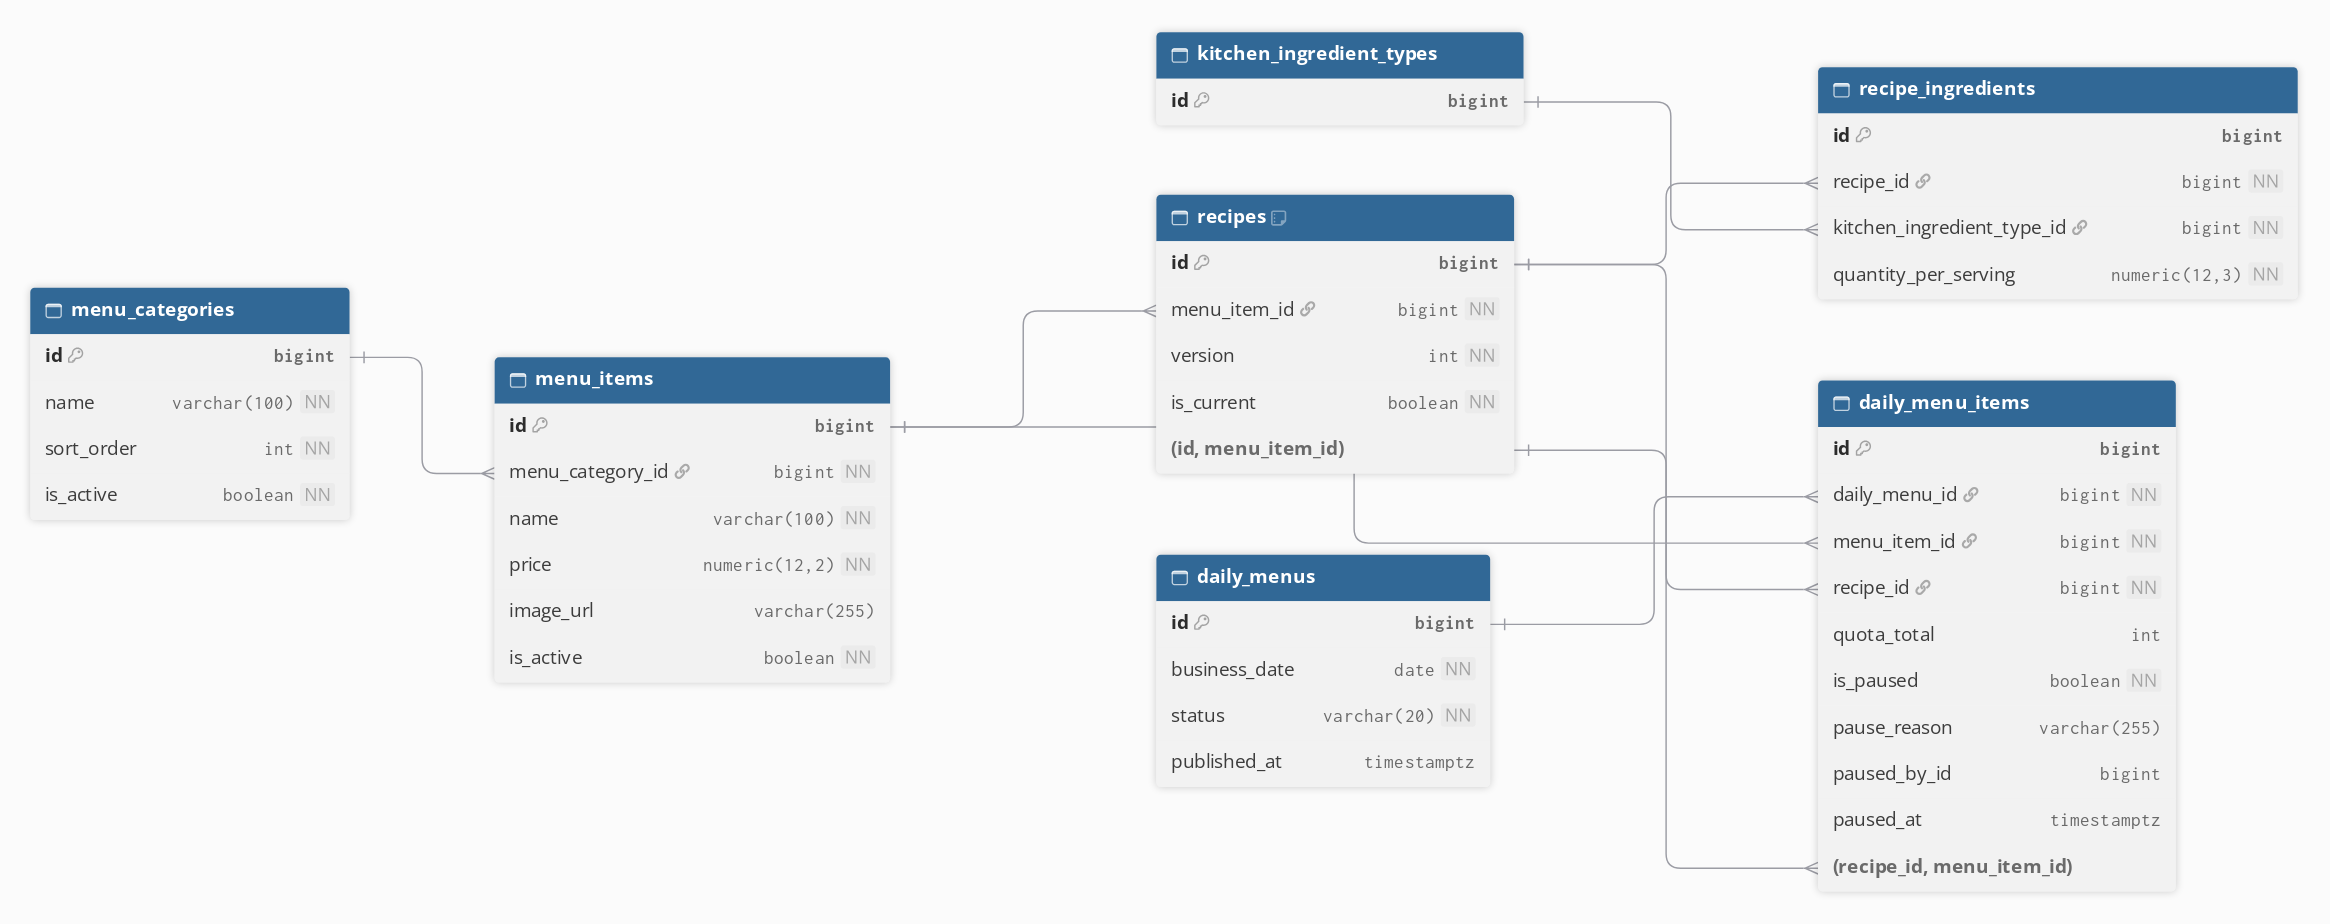 menu_categories
id bigint
name varchar(100) NN
sort_order int NN
is_active boolean NN
menu_items
id bigint
menu_category_id bigint NN
name varchar(100) NN
price numeric(12,2) NN
image_url varchar(255)
is_active boolean NN
kitchen_ingredient_types
id bigint
recipes
id bigint
menu_item_id bigint NN
version int NN
is_current boolean NN
(id, menu_item_id)
daily_menus
id bigint
business_date date NN
status varchar(20) NN
published_at timestamptz
recipe_ingredients
id bigint
recipe_id bigint NN
kitchen_ingredient_type_id bigint NN
quantity_per_serving numeric(12,3) NN
daily_menu_items
id bigint
daily_menu_id bigint NN
menu_item_id bigint NN
recipe_id bigint NN
quota_total int
is_paused boolean NN
pause_reason varchar(255)
paused_by_id bigint
paused_at timestamptz
(recipe_id, menu_item_id)